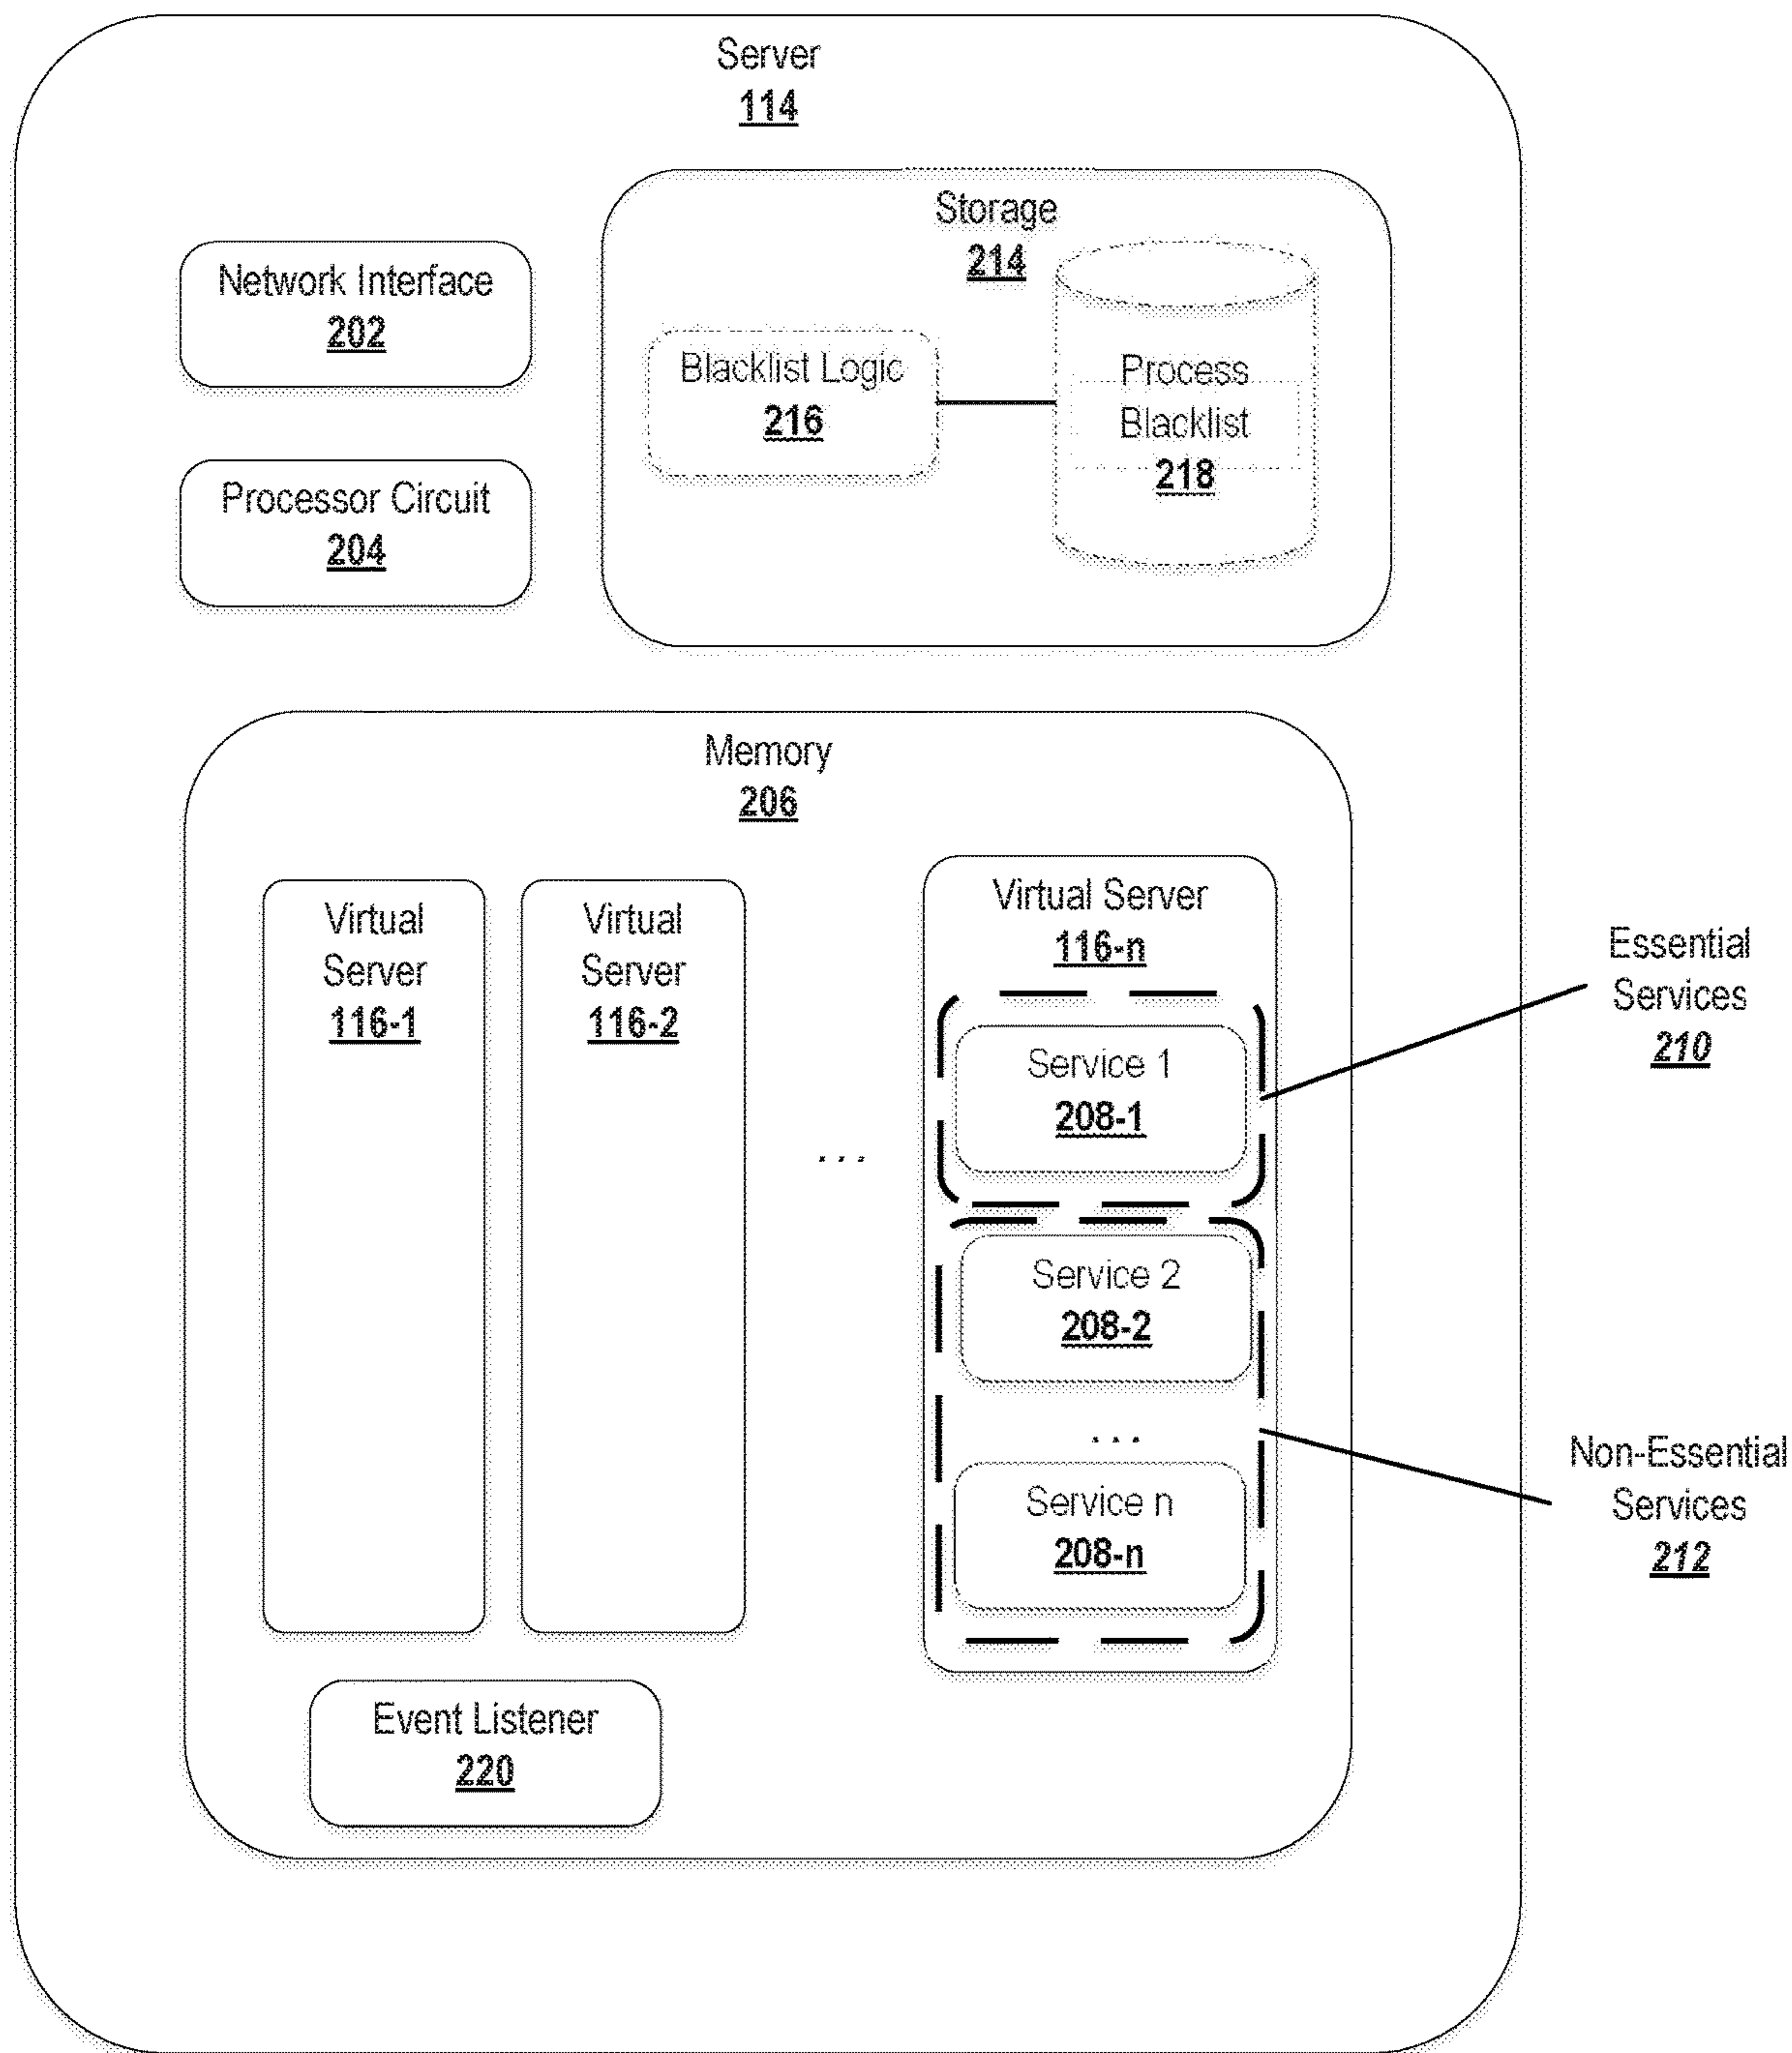 Server
114
Storage
214
Network Interface
202
Blacklist Logic
216
Process
Blacklist
218
Processor Circuit
204
Memory
206
Virtual
Server
116-1
Virtual
Server
116-2
...
Virtual Server
116-n
Service 1
208-1
Service 2
208-2
...
Service n
208-n
Essential
Services
210
Non-Essential
Services
212
Event Listener
220